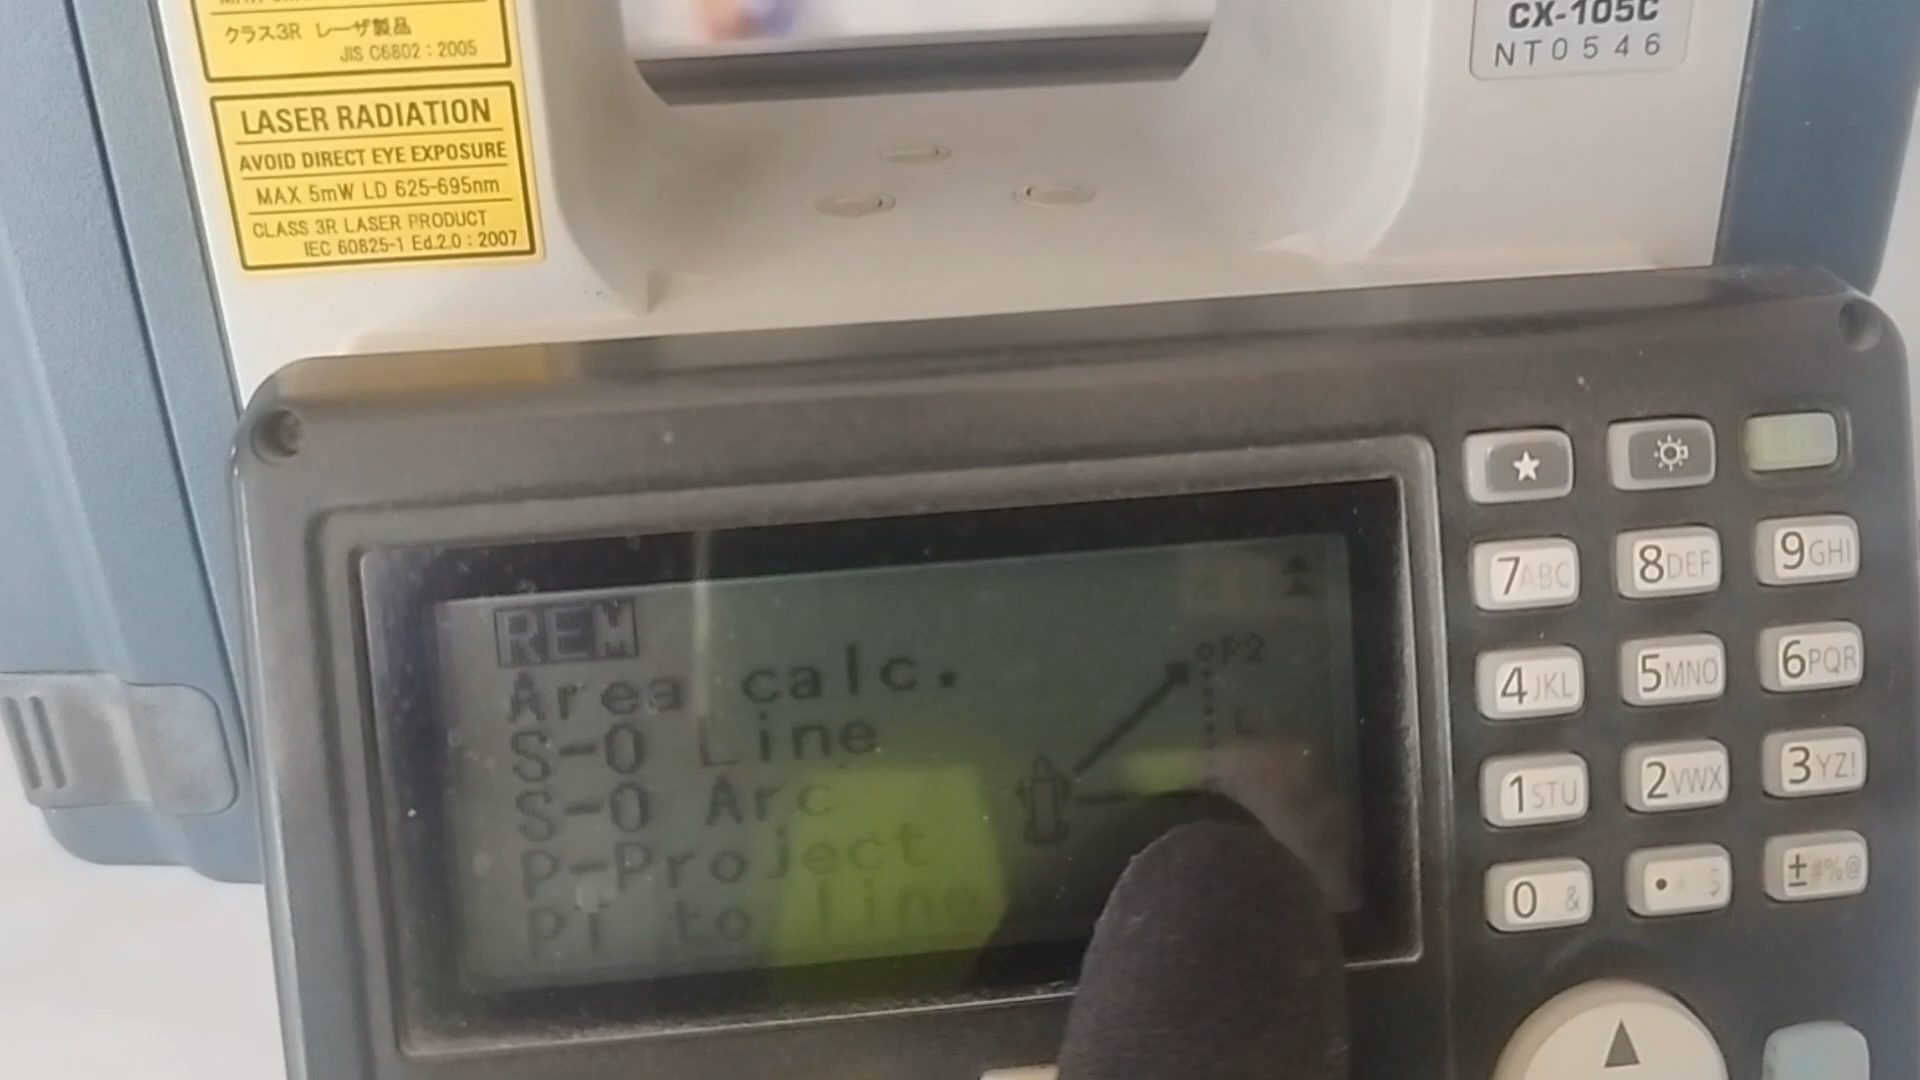 クラス3R レーザ製品
JIS C6802 : 2005
LASER RADIATION
AVOID DIRECT EYE EXPOSURE
MAX 5mW LD 625-695nm
CLASS 3R LASER PRODUCT
IEC 60825-1 Ed.2.0 : 2007
CX-105C
NT0546
REM
Area calc.
S-O Line
S-O Arc
P-Project
PT to line
P2
L
7ABC
8DEF
9GHI
4JKL
5MNO
6PQR
1STU
2VWX
3YZ!
0 &
±#%@